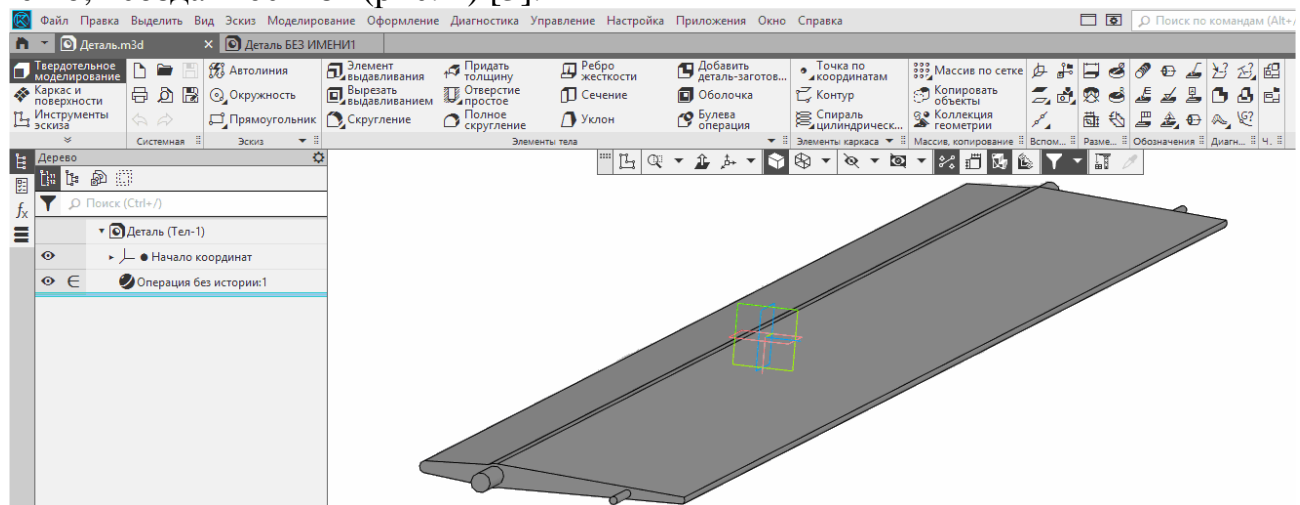 Файл Правка Выделить Вид Эскиз Моделирование Оформление Диагностика Управление Настройка Приложения Окно Справка
Поиск по командам (Alt+/
Деталь.m3d × Деталь БЕЗ ИМЕНИ1
Твердотельное моделирование
Каркас и поверхности
Инструменты эскиза
Системная
Автолиния
Окружность
Прямоугольник
Эскиз
Элемент выдавливания
Вырезать выдавливанием
Скругление
Придать толщину
Отверстие простое
Полное скругление
Ребро жесткости
Сечение
Уклон
Добавить деталь-заготов...
Оболочка
Булева операция
Элементы тела
Точка по координатам
Контур
Спираль цилиндрическ...
Элементы каркаса
Массив по сетке
Копировать объекты
Коллекция геометрии
Массив, копирование
Вспом...
Разме...
Обозначения
Диагн...
Ч..
Дерево
Поиск (Ctrl+/)
Деталь (Тел-1)
Начало координат
Операция без истории:1